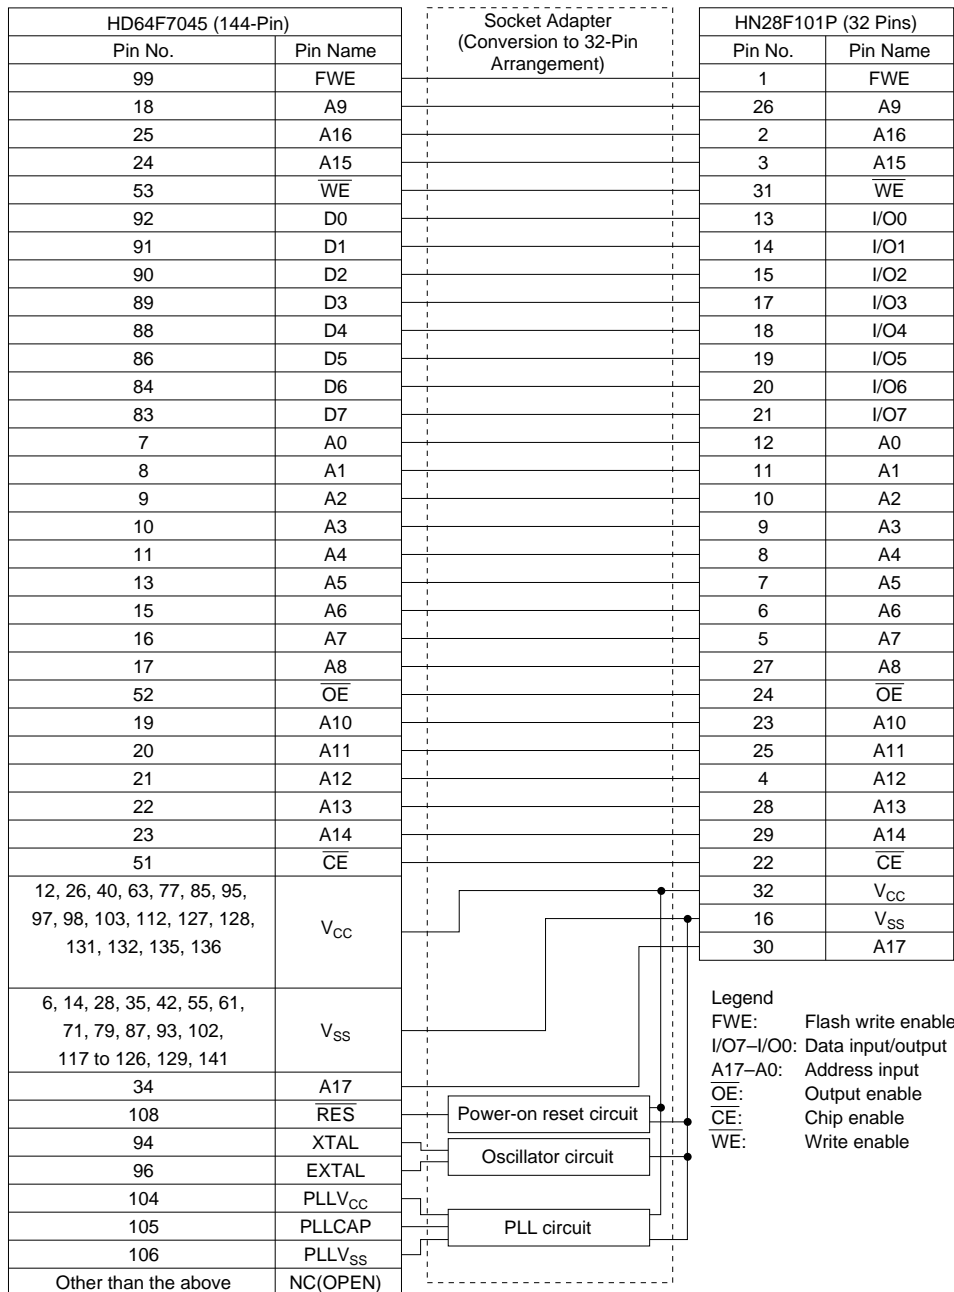 HD64F7045 (144-Pin)
Pin No. Pin Name
99 FWE
18 A9
25 A16
24 A15
53 WE
92 D0
91 D1
90 D2
89 D3
88 D4
86 D5
84 D6
83 D7
7 A0
8 A1
9 A2
10 A3
11 A4
13 A5
15 A6
16 A7
17 A8
52 OE
19 A10
20 A11
21 A12
22 A13
23 A14
51 CE
12, 26, 40, 63, 77, 85, 95,
97, 98, 103, 112, 127, 128,
131, 132, 135, 136
VCC
6, 14, 28, 35, 42, 55, 61,
71, 79, 87, 93, 102,
117 to 126, 129, 141
VSS
34 A17
108 RES
94 XTAL
96 EXTAL
104 PLLVCC
105 PLLCAP
106 PLLVSS
Other than the above NC(OPEN)
Socket Adapter
(Conversion to 32-Pin
Arrangement)
Power-on reset circuit
Oscillator circuit
PLL circuit
HN28F101P (32 Pins)
Pin No. Pin Name
1 FWE
26 A9
2 A16
3 A15
31 WE
13 I/O0
14 I/O1
15 I/O2
17 I/O3
18 I/O4
19 I/O5
20 I/O6
21 I/O7
12 A0
11 A1
10 A2
9 A3
8 A4
7 A5
6 A6
5 A7
27 A8
24 OE
23 A10
25 A11
4 A12
28 A13
29 A14
22 CE
32 VCC
16 VSS
30 A17
Legend
FWE: Flash write enable
I/O7–I/O0: Data input/output
A17–A0: Address input
OE: Output enable
CE: Chip enable
WE: Write enable